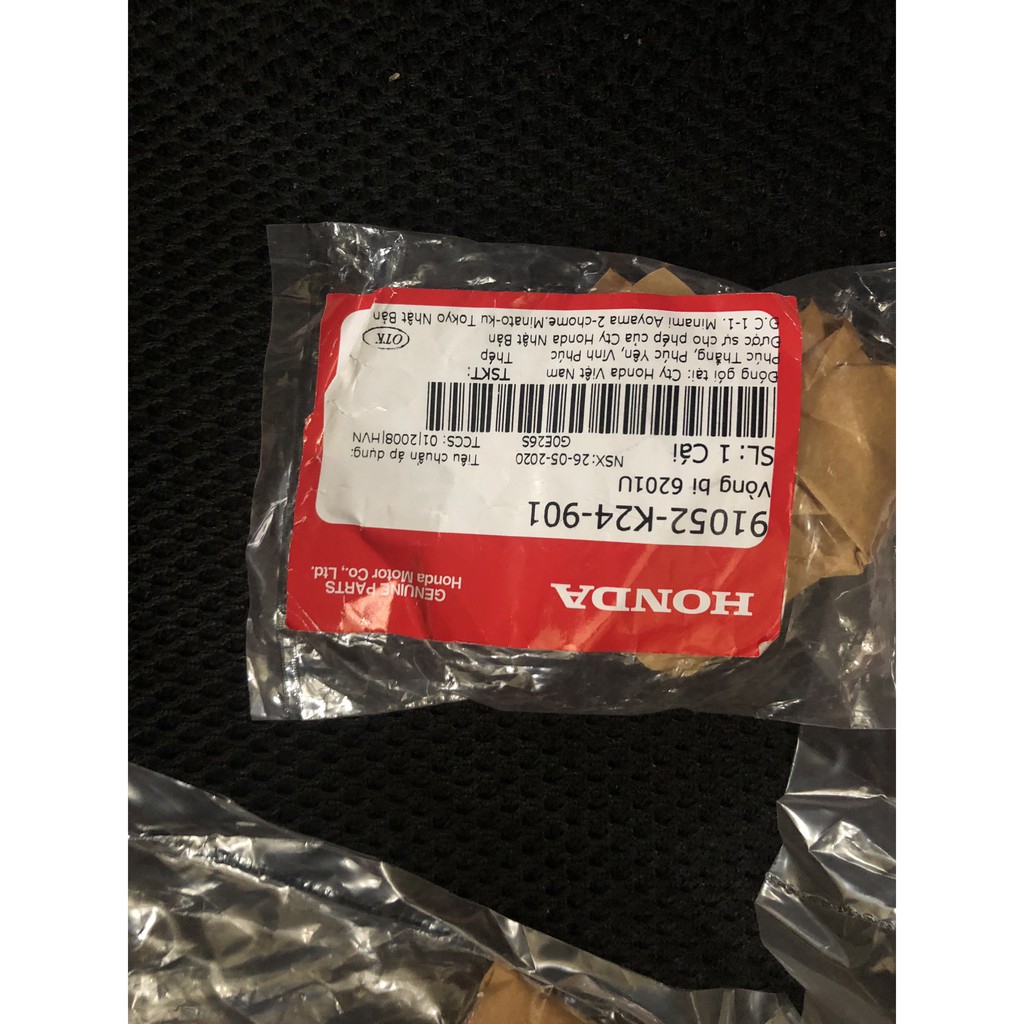 HONDA
GENUINE PARTS
Honda Motor Co., Ltd.
91052-K24-901
Vòng bi 6201U
SL: 1 Cái
NSX: 26-05-2020
G0E26S
Tiêu chuẩn áp dụng:
TCCS: 01|2008|HVN
Đóng gói tại: Cty Honda Việt Nam
Phúc Thắng, Phúc Yên, Vĩnh Phúc
Được sự cho phép của Cty Honda Nhật Bản
Đ.C 1-1. Minami Aoyama 2-chome.Minato-ku Tokyo Nhật Bản
TSKT:
Thép
OTK